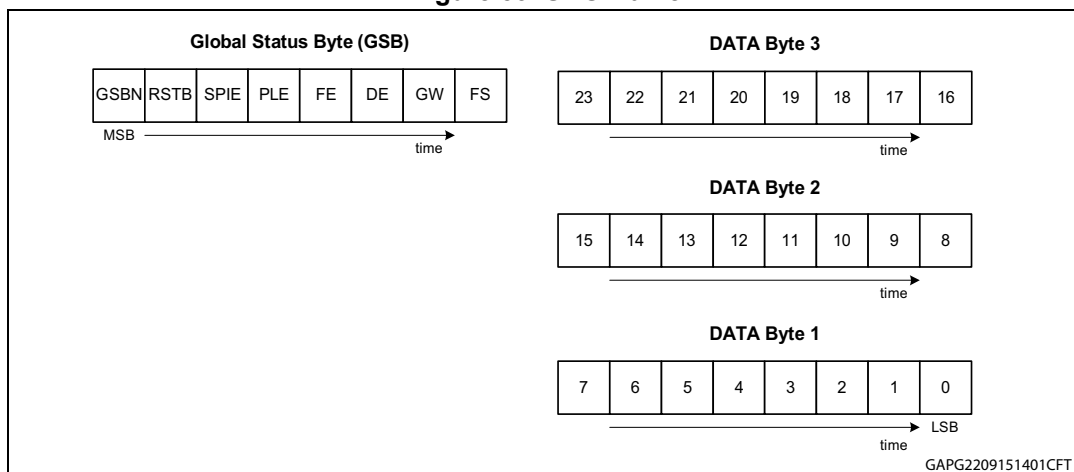 Global Status Byte (GSB)
GSBN RSTB SPIE PLE FE DE GW FS
MSB
time
DATA Byte 3
23 22 21 20 19 18 17 16
time
DATA Byte 2
15 14 13 12 11 10 9 8
time
DATA Byte 1
7 6 5 4 3 2 1 0
LSB
time
GAPG2209151401CFT